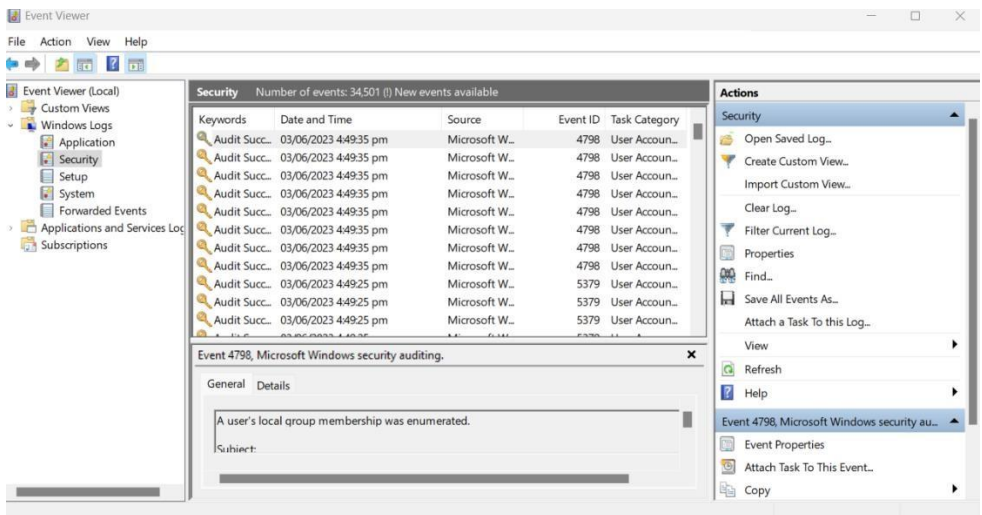 Event Viewer
File Action View Help
Event Viewer (Local)
Custom Views
Windows Logs
Application
Security
Setup
System
Forwarded Events
Applications and Services Log
Subscriptions
Security Number of events: 34,501 (!) New events available
Keywords Date and Time Source Event ID Task Category
Audit Succ... 03/06/2023 4:49:35 pm Microsoft W... 4798 User Accoun...
Audit Succ... 03/06/2023 4:49:35 pm Microsoft W... 4798 User Accoun...
Audit Succ... 03/06/2023 4:49:35 pm Microsoft W... 4798 User Accoun...
Audit Succ... 03/06/2023 4:49:35 pm Microsoft W... 4798 User Accoun...
Audit Succ... 03/06/2023 4:49:35 pm Microsoft W... 4798 User Accoun...
Audit Succ... 03/06/2023 4:49:35 pm Microsoft W... 4798 User Accoun...
Audit Succ... 03/06/2023 4:49:35 pm Microsoft W... 4798 User Accoun...
Audit Succ... 03/06/2023 4:49:35 pm Microsoft W... 4798 User Accoun...
Audit Succ... 03/06/2023 4:49:25 pm Microsoft W... 5379 User Accoun...
Audit Succ... 03/06/2023 4:49:25 pm Microsoft W... 5379 User Accoun...
Audit Succ... 03/06/2023 4:49:25 pm Microsoft W... 5379 User Accoun...
Event 4798, Microsoft Windows security auditing.
General Details
A user's local group membership was enumerated.
Subject:
Actions
Security
Open Saved Log...
Create Custom View...
Import Custom View...
Clear Log...
Filter Current Log...
Properties
Find...
Save All Events As...
Attach a Task To this Log...
View
Refresh
Help
Event 4798, Microsoft Windows security au...
Event Properties
Attach Task To This Event...
Copy